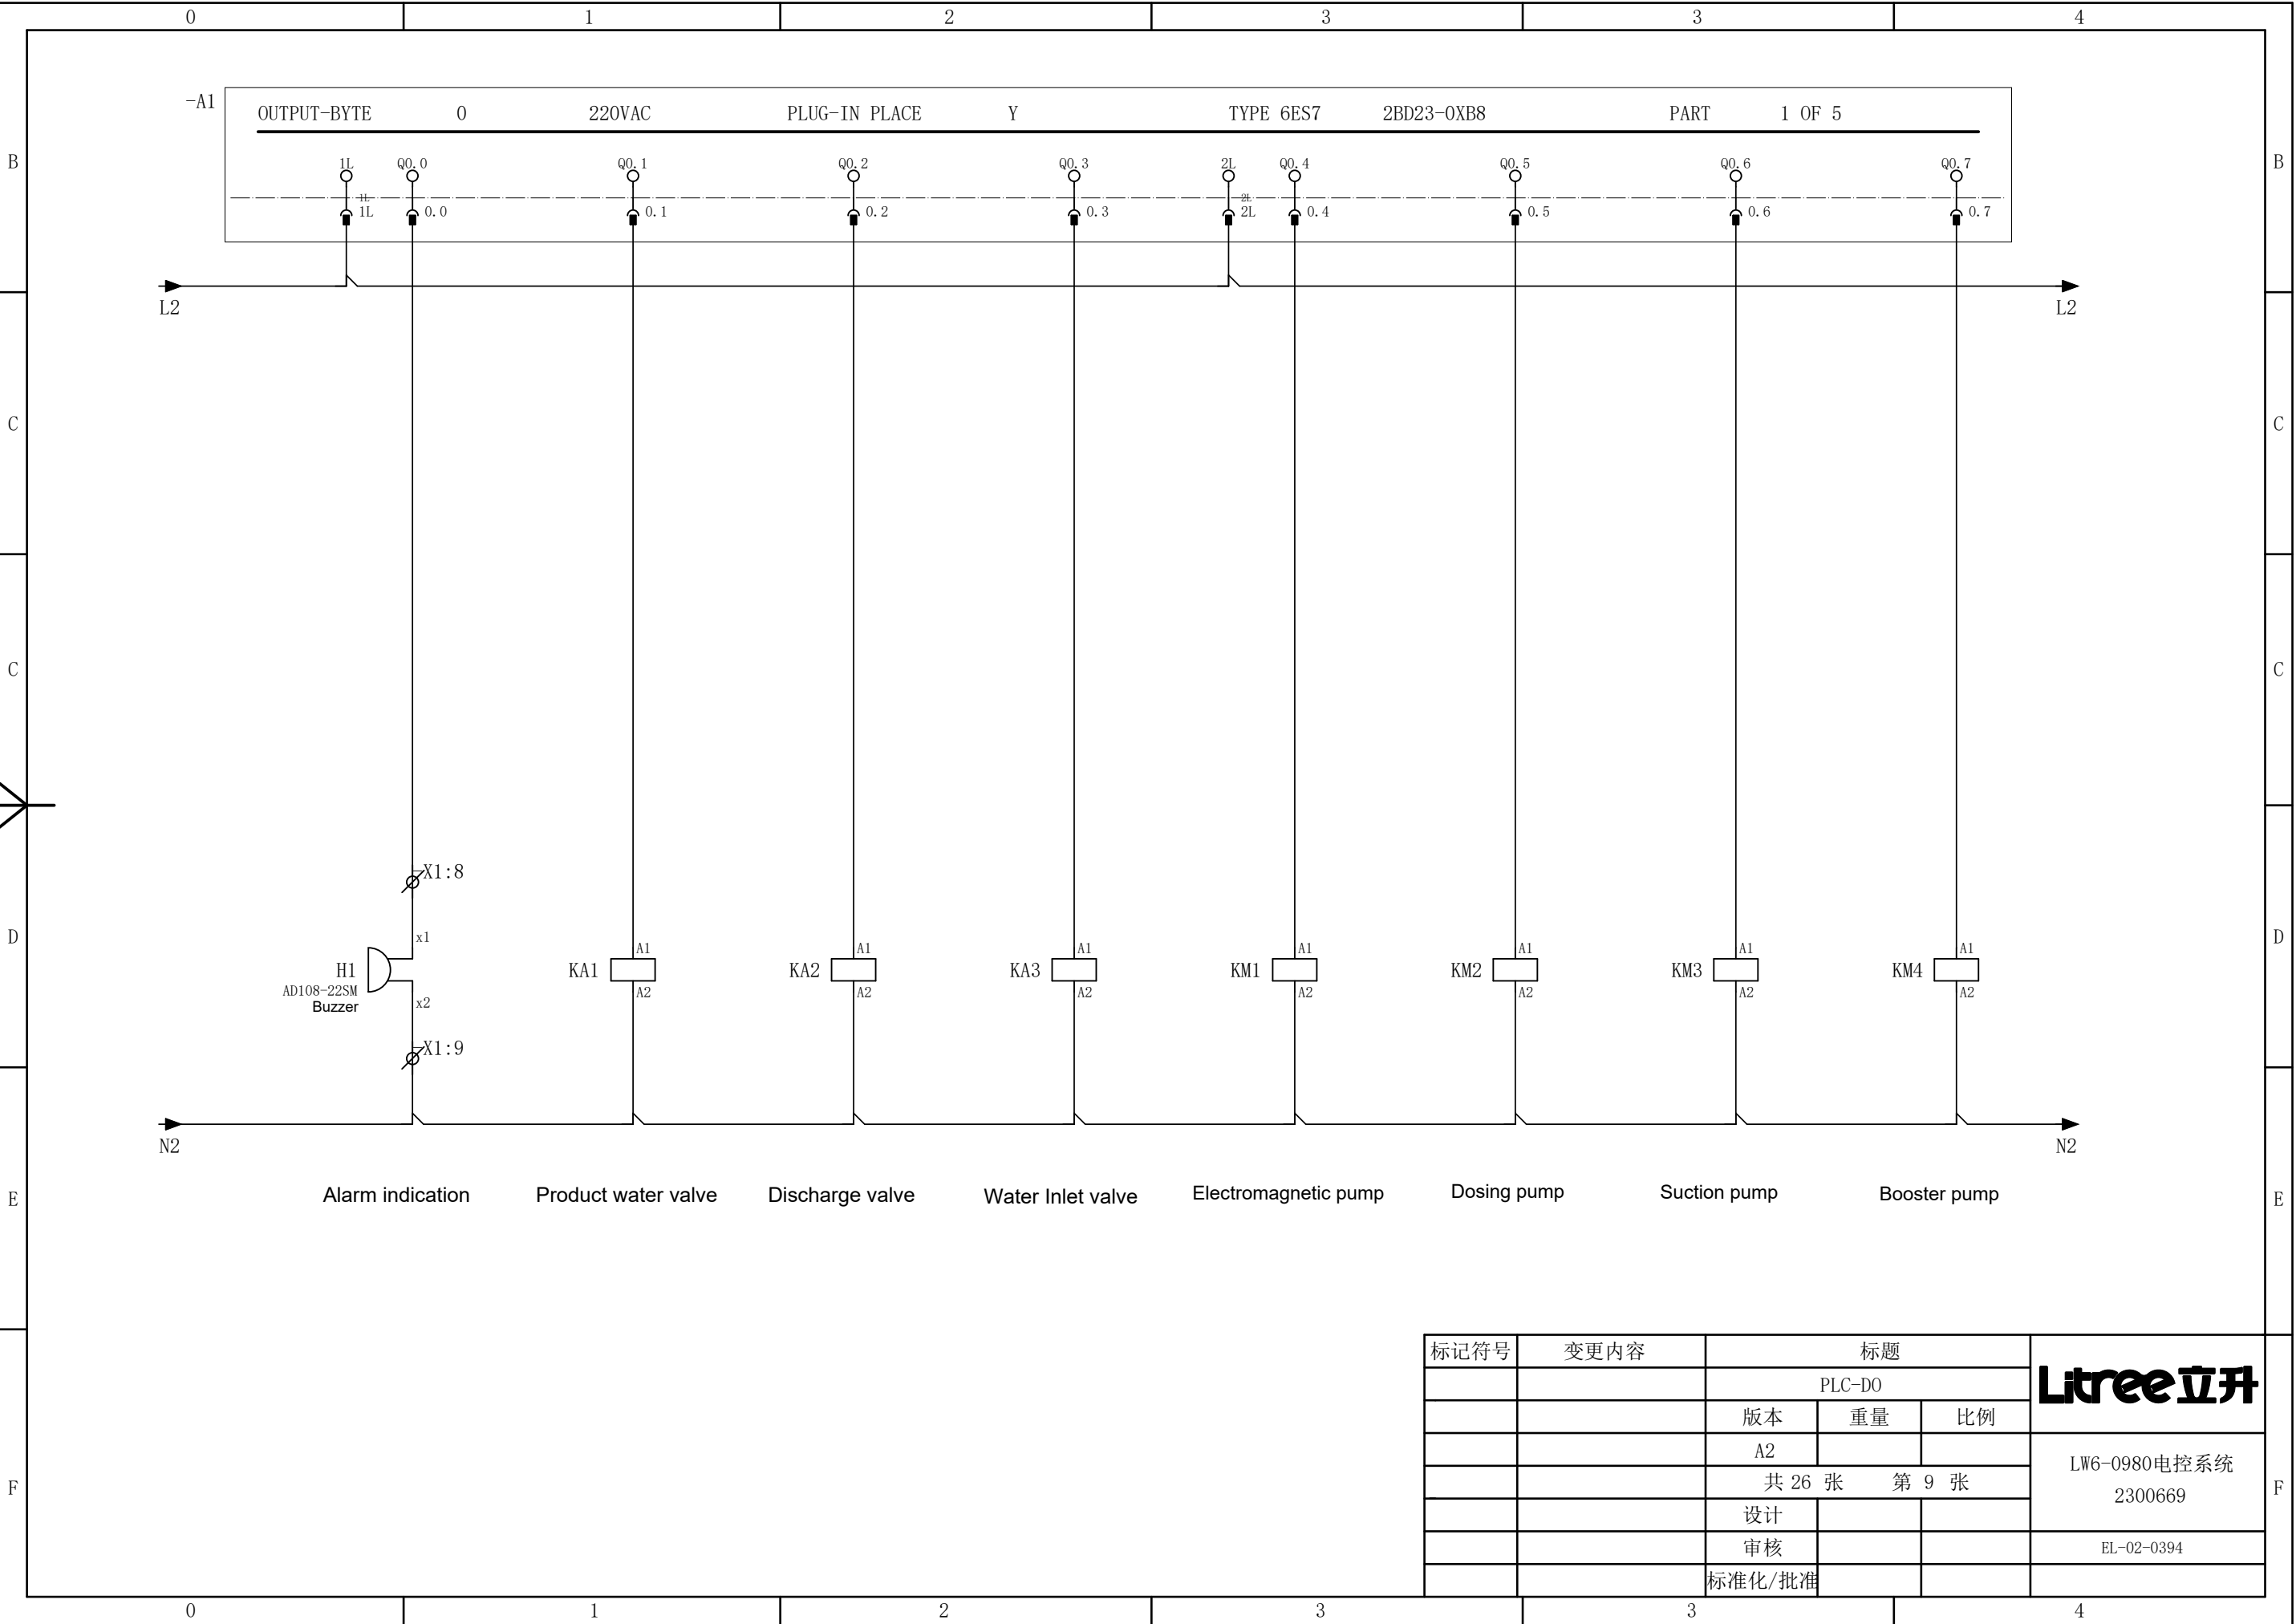 0 1 2 3 3 4
-A1
OUTPUT-BYTE 0 220VAC PLUG-IN PLACE Y TYPE 6ES7 2BD23-0XB8 PART 1 OF 5
B B
1L Q0.0 Q0.1 Q0.2 Q0.3 2L Q0.4 Q0.5 Q0.6 Q0.7
1L 2L
1L 0.0 0.1 0.2 0.3 2L 0.4 0.5 0.6 0.7
L2 L2
C C
C C
-X1:8
D D
x1 A1 A1 A1 A1 A1 A1 A1
H1 KA1 KA2 KA3 KM1 KM2 KM3 KM4
AD108-22SM A2 A2 A2 A2 A2 A2 A2
Buzzer x2
-X1:9
N2 N2
Alarm indication Product water valve Discharge valve Water Inlet valve Electromagnetic pump Dosing pump Suction pump Booster pump
E E
标记符号 变更内容 标题
PLC-DO
Litree立升
版本 重量 比例
A2
LW6-0980电控系统
共 26 张 第 9 张
2300669
F F
设计
审核
EL-02-0394
标准化/批准
0 1 2 3 3 4